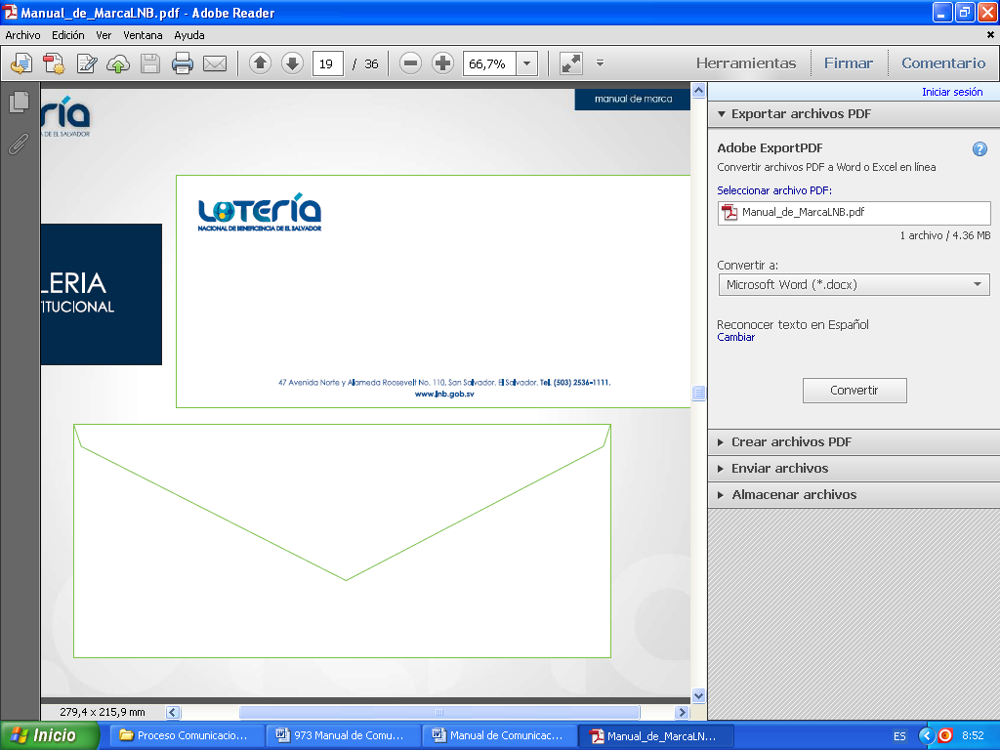 Manual_de_MarcaLNB.pdf - Adobe Reader
Archivo Edición Ver Ventana Ayuda
19 / 36 66,7% Herramientas Firmar Comentario
Iniciar sesión
ría
IA DE EL SALVADOR
manual de marca
LOTERÍA
NACIONAL DE BENEFICENCIA DE EL SALVADOR
LERIA
ITUCIONAL
47 Avenida Norte y Alameda Roosevelt No. 110, San Salvador. El Salvador. Tel. (503) 2536-1111.
www.lnb.gob.sv
Exportar archivos PDF
Adobe ExportPDF
Convertir archivos PDF a Word o Excel en línea
Seleccionar archivo PDF:
Manual_de_MarcaLNB.pdf
1 archivo / 4.36 MB
Convertir a:
Microsoft Word (*.docx)
Reconocer texto en Español
Cambiar
Convertir
Crear archivos PDF
Enviar archivos
Almacenar archivos
279,4 x 215,9 mm
Inicio Proceso Comunicacio... 973 Manual de Comu... Manual de Comunicac... Manual_de_MarcaLN... ES 8:52